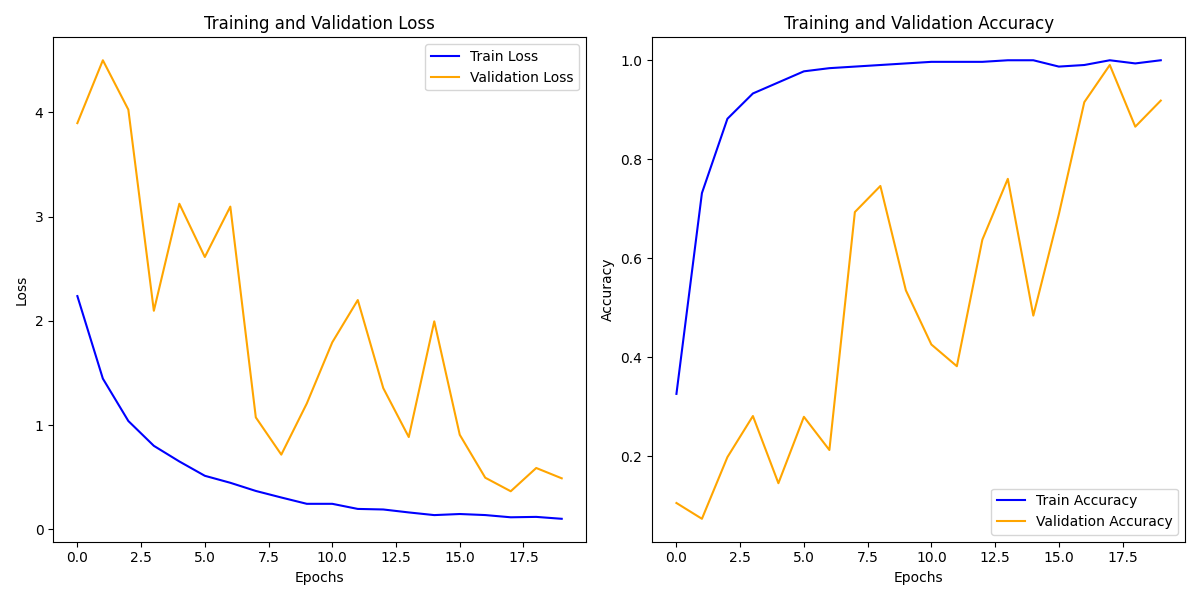 Training and Validation Loss
Train Loss
Validation Loss
4
3
2
1
0
Loss
0.0 2.5 5.0 7.5 10.0 12.5 15.0 17.5
Epochs
Training and Validation Accuracy
1.0
0.8
0.6
0.4
0.2
Accuracy
Train Accuracy
Validation Accuracy
0.0 2.5 5.0 7.5 10.0 12.5 15.0 17.5
Epochs